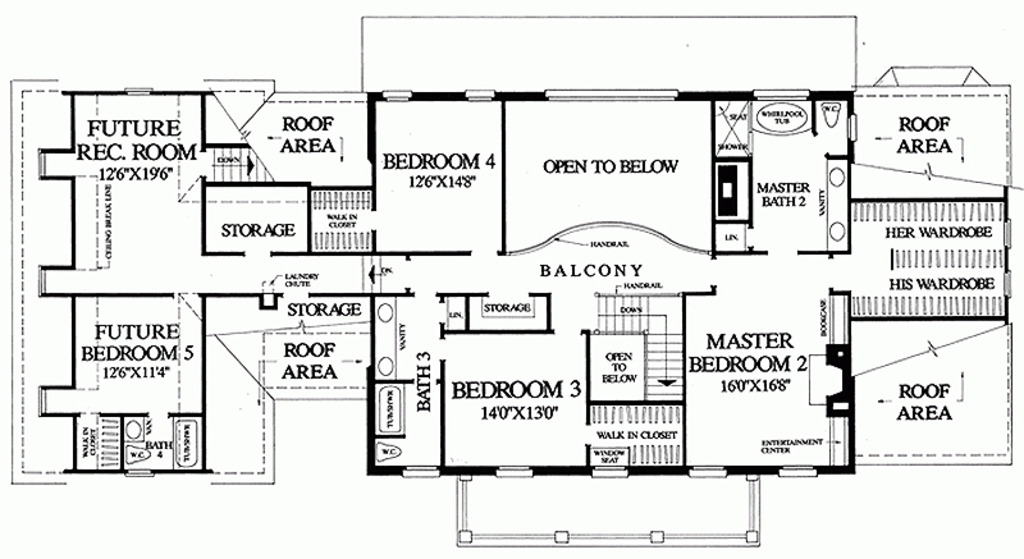 FUTURE
REC. ROOM
12'6"X19'6"
CEILING BREAK LINE
DOWN
ROOF
AREA
STORAGE
WALK IN
CLOSET
BEDROOM 4
12'6"X14'8"
OPEN TO BELOW
HANDRAIL
SEAT
SHOWER
WHIRLPOOL
TUB
W.C.
MASTER
BATH 2
VANITY
LIN.
ROOF
AREA
HER WARDROBE
HIS WARDROBE
BALCONY
HANDRAIL
DN.
LAUNDRY
CHUTE
STORAGE
FUTURE
BEDROOM 5
12'6"X11'4"
WALK IN
CLOSET
VAN.
W.C.
BATH
4
TUB/SHWR
ROOF
AREA
VANITY
LIN.
BATH 3
TUB/SHWR
W.C.
STORAGE
BEDROOM 3
14'0"X13'0"
DOWN
OPEN
TO
BELOW
WALK IN CLOSET
WINDOW
SEAT
MASTER
BEDROOM 2
16'0"X16'8"
BOOKCASE
ENTERTAINMENT
CENTER
ROOF
AREA